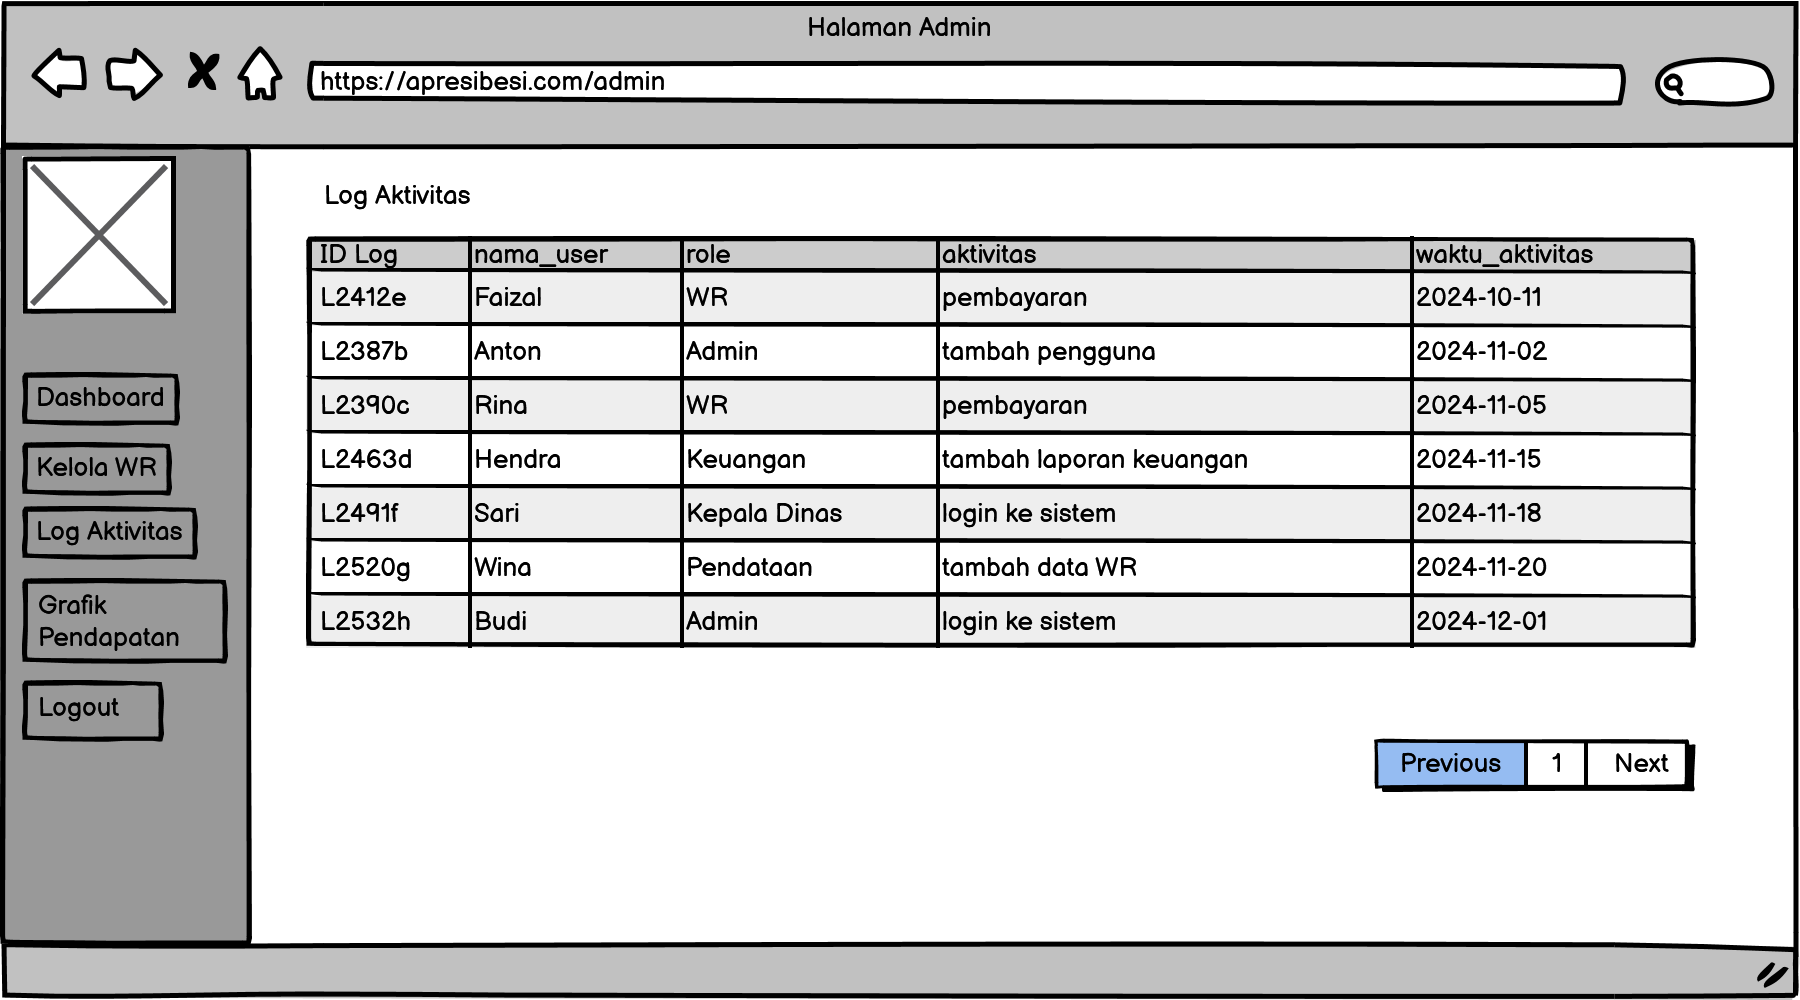 Halaman Admin
https://apresibesi.com/admin
Dashboard
Kelola WR
Log Aktivitas
Grafik
Pendapatan
Logout
Log Aktivitas
ID Log nama_user role aktivitas waktu_aktivitas
L2412e Faizal WR pembayaran 2024-10-11
L2387b Anton Admin tambah pengguna 2024-11-02
L2390c Rina WR pembayaran 2024-11-05
L2463d Hendra Keuangan tambah laporan keuangan 2024-11-15
L2491f Sari Kepala Dinas login ke sistem 2024-11-18
L2520g Wina Pendataan tambah data WR 2024-11-20
L2532h Budi Admin login ke sistem 2024-12-01
Previous 1 Next